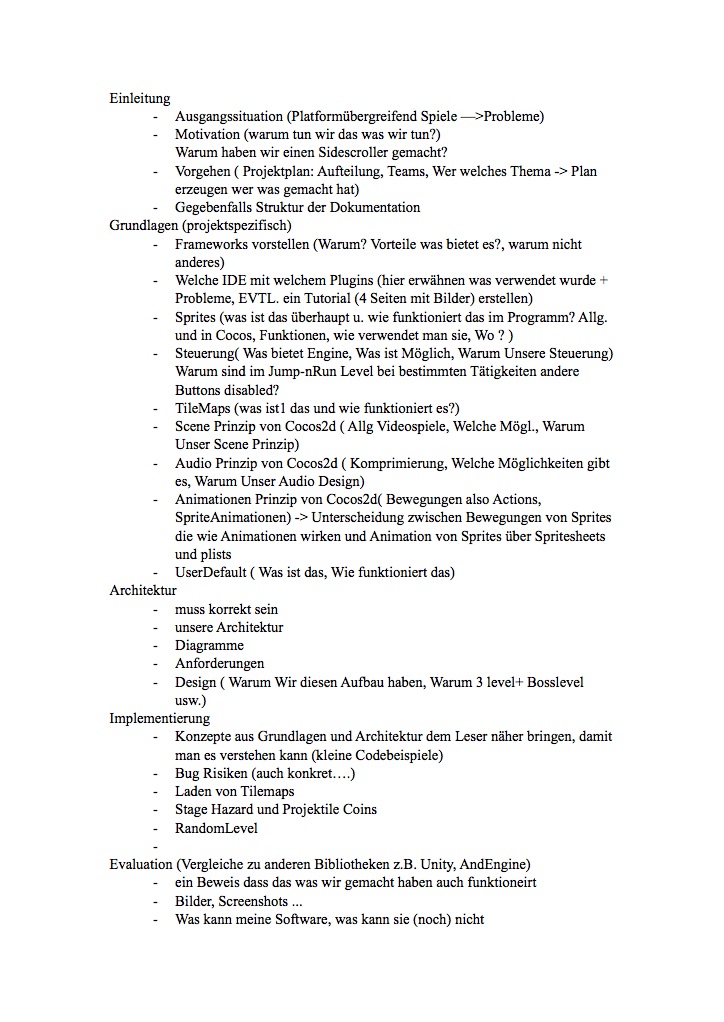 Einleitung
- Ausgangssituation (Platformübergreifend Spiele —>Probleme)
- Motivation (warum tun wir das was wir tun?)
Warum haben wir einen Sidescroller gemacht?
- Vorgehen ( Projektplan: Aufteilung, Teams, Wer welches Thema -> Plan
erzeugen wer was gemacht hat)
- Gegebenfalls Struktur der Dokumentation
Grundlagen (projektspezifisch)
- Frameworks vorstellen (Warum? Vorteile was bietet es?, warum nicht
anderes)
- Welche IDE mit welchem Plugins (hier erwähnen was verwendet wurde +
Probleme, EVTL. ein Tutorial (4 Seiten mit Bilder) erstellen)
- Sprites (was ist das überhaupt u. wie funktioniert das im Programm? Allg.
und in Cocos, Funktionen, wie verwendet man sie, Wo ? )
- Steuerung( Was bietet Engine, Was ist Möglich, Warum Unsere Steuerung)
Warum sind im Jump-nRun Level bei bestimmten Tätigkeiten andere
Buttons disabled?
- TileMaps (was ist1 das und wie funktioniert es?)
- Scene Prinzip von Cocos2d ( Allg Videospiele, Welche Mögl., Warum
Unser Scene Prinzip)
- Audio Prinzip von Cocos2d ( Komprimierung, Welche Möglichkeiten gibt
es, Warum Unser Audio Design)
- Animationen Prinzip von Cocos2d( Bewegungen also Actions,
SpriteAnimationen) -> Unterscheidung zwischen Bewegungen von Sprites
die wie Animationen wirken und Animation von Sprites über Spritesheets
und plists
- UserDefault ( Was ist das, Wie funktioniert das)
Architektur
- muss korrekt sein
- unsere Architektur
- Diagramme
- Anforderungen
- Design ( Warum Wir diesen Aufbau haben, Warum 3 level+ Bosslevel
usw.)
Implementierung
- Konzepte aus Grundlagen und Architektur dem Leser näher bringen, damit
man es verstehen kann (kleine Codebeispiele)
- Bug Risiken (auch konkret….)
- Laden von Tilemaps
- Stage Hazard und Projektile Coins
- RandomLevel
-
Evaluation (Vergleiche zu anderen Bibliotheken z.B. Unity, AndEngine)
- ein Beweis dass das was wir gemacht haben auch funktioneirt
- Bilder, Screenshots ...
- Was kann meine Software, was kann sie (noch) nicht